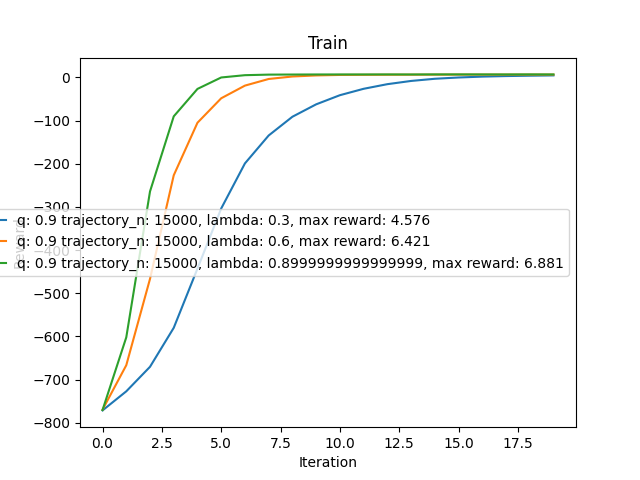 Train
0
−100
−200
−300
−400
−500
−600
−700
−800
Reward
q: 0.9 trajectory_n: 15000, lambda: 0.3, max reward: 4.576
q: 0.9 trajectory_n: 15000, lambda: 0.6, max reward: 6.421
q: 0.9 trajectory_n: 15000, lambda: 0.8999999999999999, max reward: 6.881
0.0 2.5 5.0 7.5 10.0 12.5 15.0 17.5
Iteration